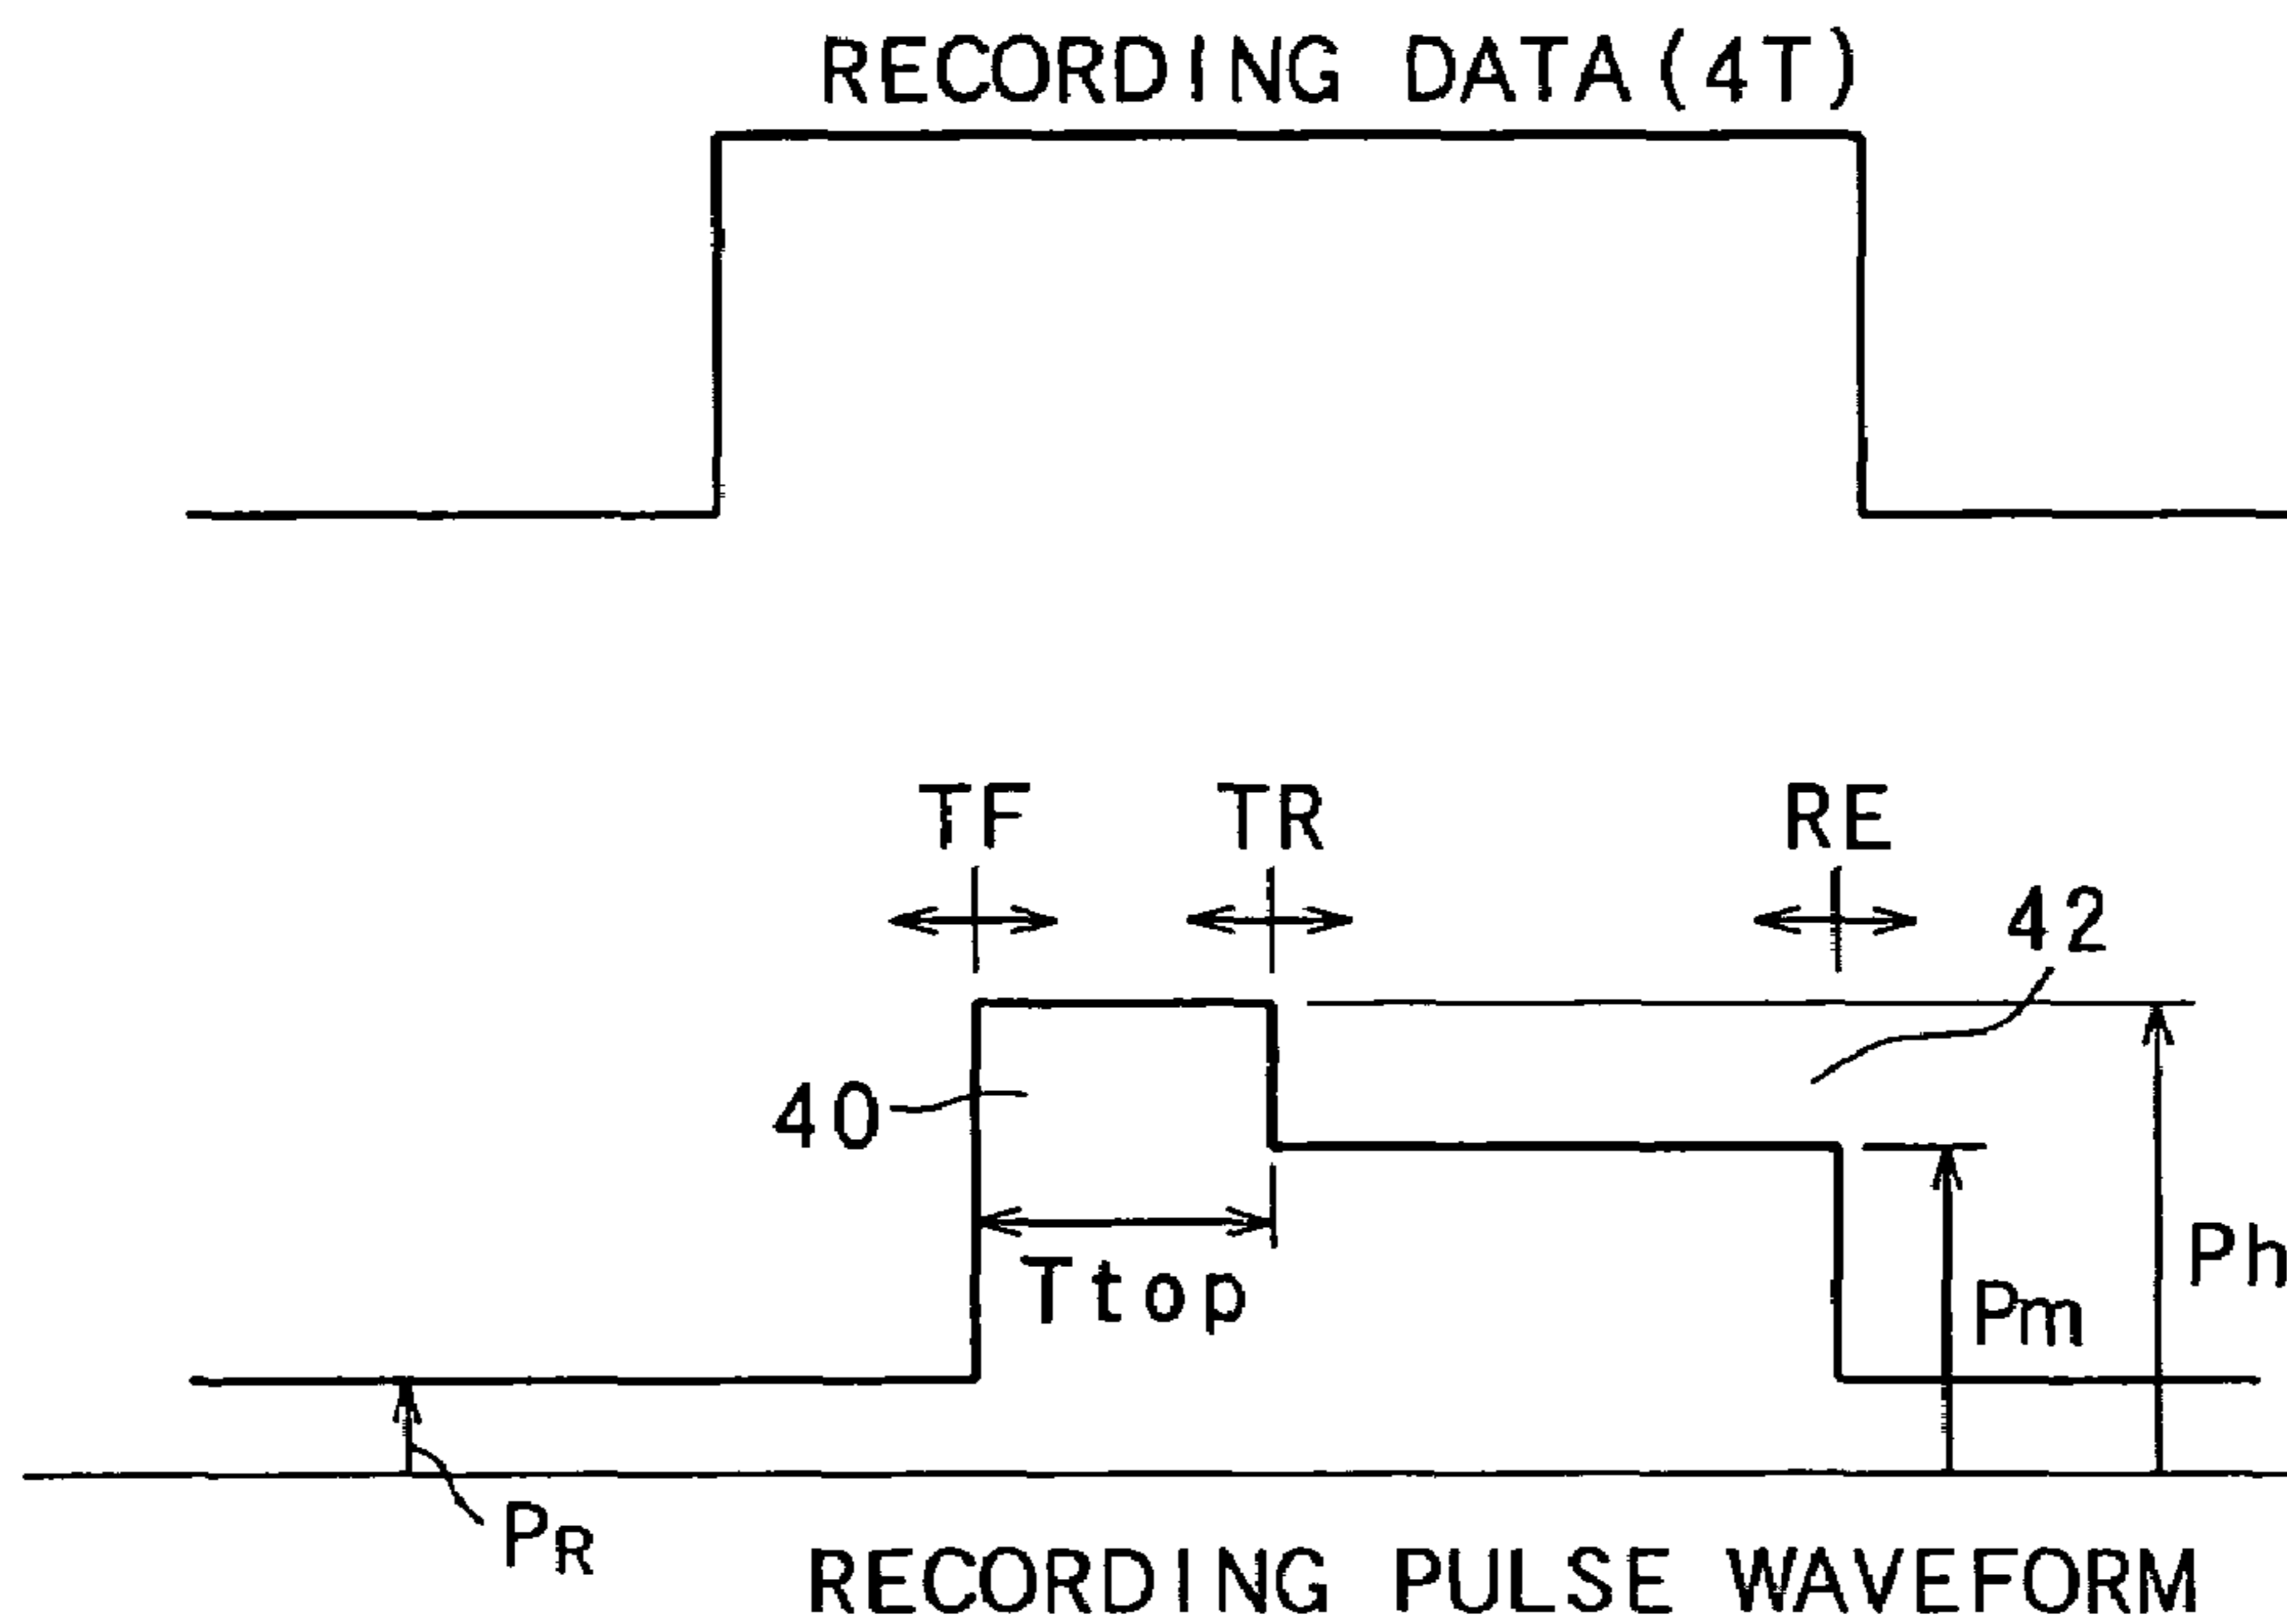 RECORDING DATA(4T)
TF TR RE
42
40
Ttop
Ph
Pm
PR
RECORDING PULSE WAVEFORM